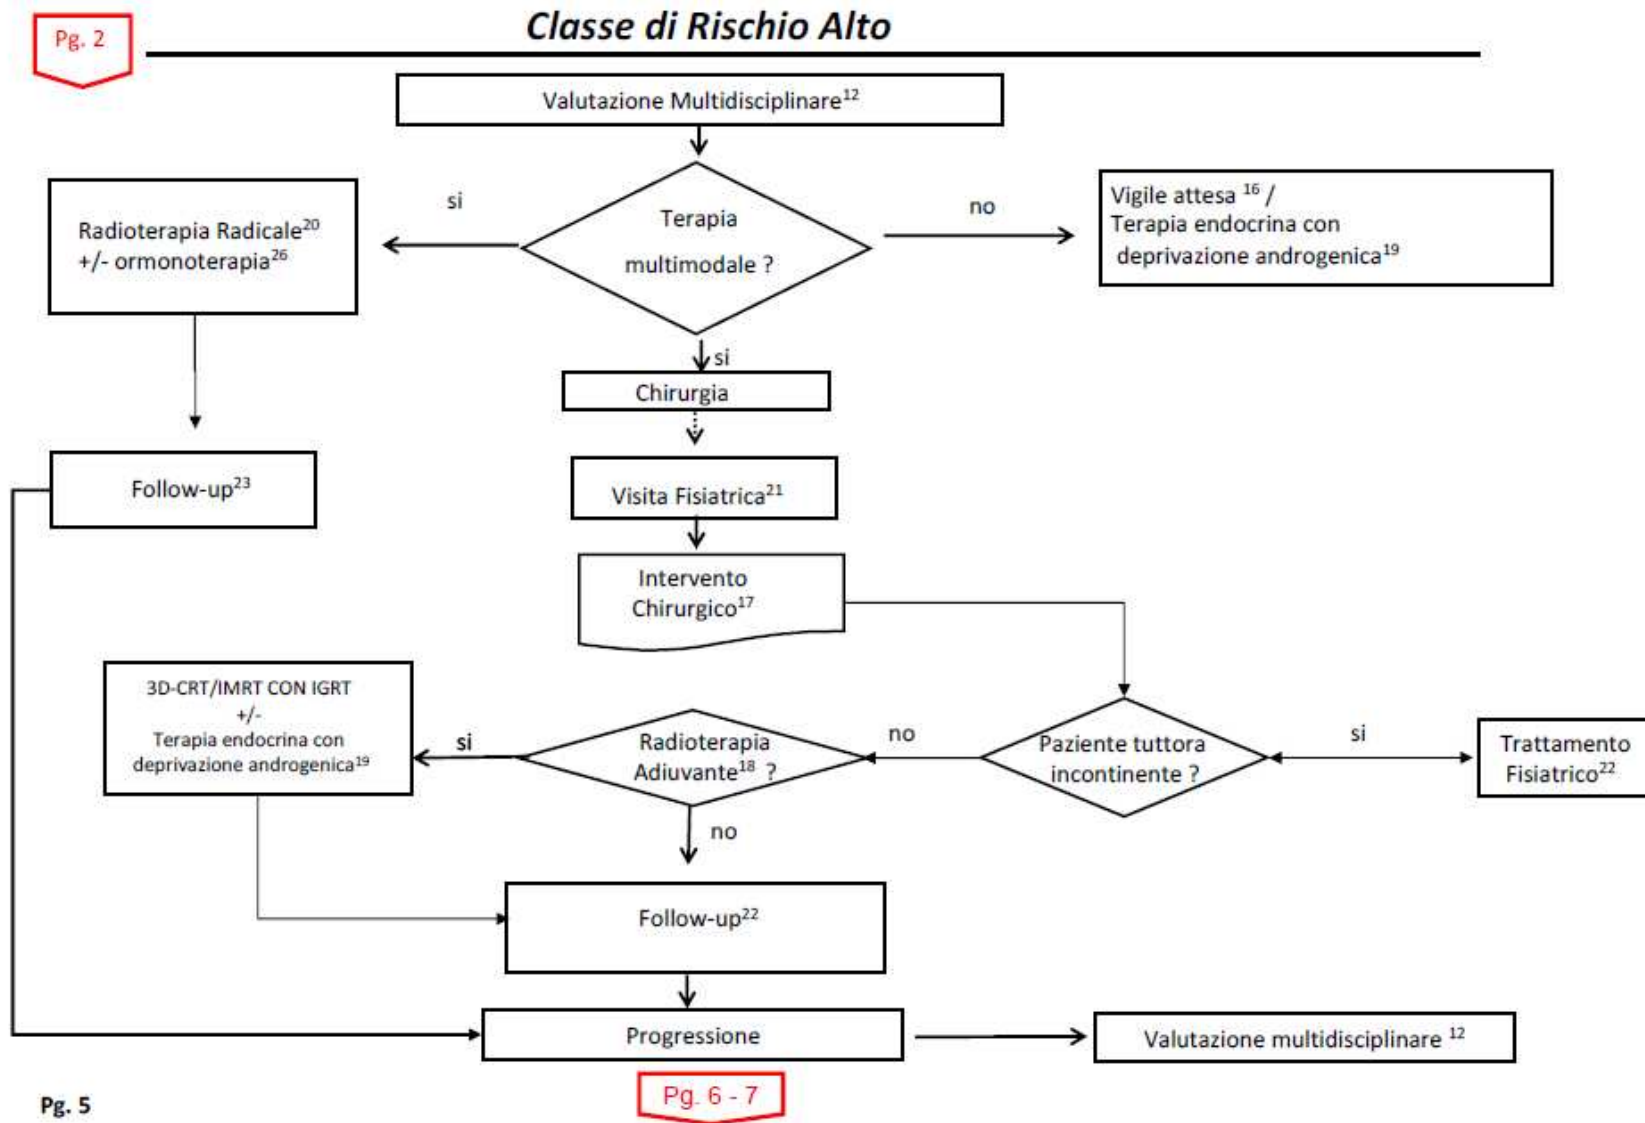 Pg. 2
Classe di Rischio Alto
Valutazione Multidisciplinare12
si
Terapia
multimodale ?
no
Radioterapia Radicale20
+/- ormonoterapia26
Vigile attesa 16 /
Terapia endocrina con
deprivazione androgenica19
si
Chirurgia
Follow-up23
Visita Fisiatrica21
Intervento
Chirurgico17
3D-CRT/IMRT CON IGRT
+/-
Terapia endocrina con
deprivazione androgenica19
si
Radioterapia
Adiuvante18 ?
no
Paziente tuttora
incontinente ?
si
Trattamento
Fisiatrico22
no
Follow-up22
Progressione
Valutazione multidisciplinare 12
Pg. 6 - 7
Pg. 5